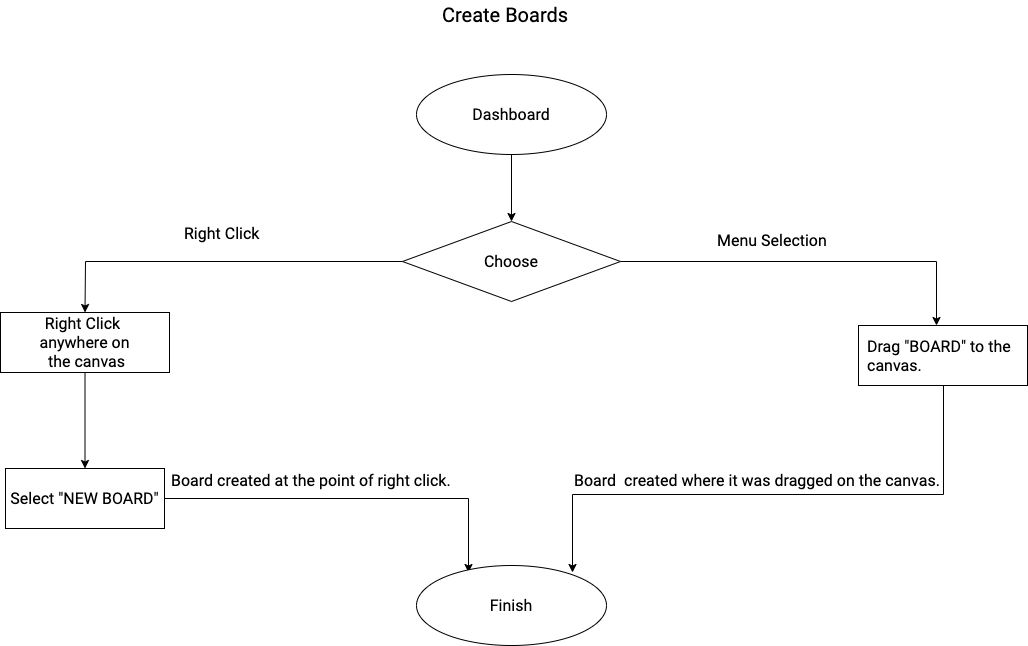 Create Boards
Dashboard
Right Click
Menu Selection
Choose
Right Click
anywhere on
the canvas
Drag "BOARD" to the
canvas.
Board created at the point of right click.
Board  created where it was dragged on the canvas.
Select "NEW BOARD"
Finish